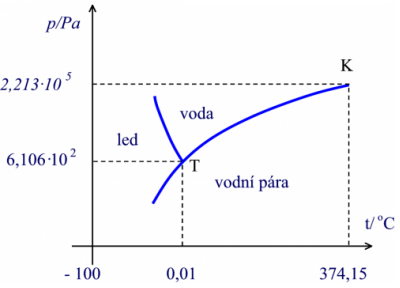 p/Pa
2,213·10⁵
K
voda
led
6,106·10²
T
vodní pára
t/ °C
- 100
0,01
374,15